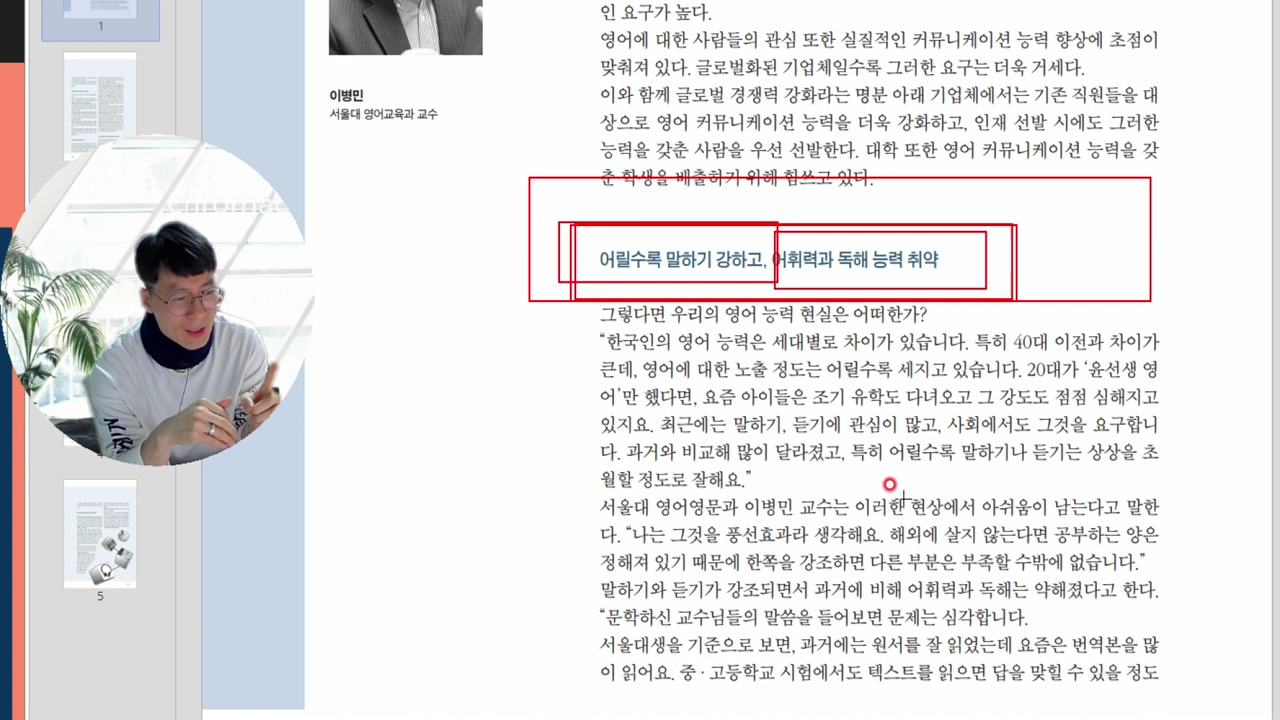 1
5
이병민
서울대 영어교육과 교수
인 요구가 높다.
영어에 대한 사람들의 관심 또한 실질적인 커뮤니케이션 능력 향상에 초점이
맞춰져 있다. 글로벌화된 기업체일수록 그러한 요구는 더욱 거세다.
이와 함께 글로벌 경쟁력 강화라는 명분 아래 기업체에서는 기존 직원들을 대
상으로 영어 커뮤니케이션 능력을 더욱 강화하고, 인재 선발 시에도 그러한
능력을 갖춘 사람을 우선 선발한다. 대학 또한 영어 커뮤니케이션 능력을 갖
춘 학생을 배출하기 위해 힘쓰고 있다.
어릴수록 말하기 강하고, 어휘력과 독해 능력 취약
그렇다면 우리의 영어 능력 현실은 어떠한가?
“한국인의 영어 능력은 세대별로 차이가 있습니다. 특히 40대 이전과 차이가
큰데, 영어에 대한 노출 정도는 어릴수록 세지고 있습니다. 20대가 ‘윤선생 영
어’만 했다면, 요즘 아이들은 조기 유학도 다녀오고 그 강도도 점점 심해지고
있지요. 최근에는 말하기, 듣기에 관심이 많고, 사회에서도 그것을 요구합니
다. 과거와 비교해 많이 달라졌고, 특히 어릴수록 말하기나 듣기는 상상을 초
월할 정도로 잘해요.”
서울대 영어영문과 이병민 교수는 이러한 현상에서 아쉬움이 남는다고 말한
다. “나는 그것을 풍선효과라 생각해요. 해외에 살지 않는다면 공부하는 양은
정해져 있기 때문에 한쪽을 강조하면 다른 부분은 부족할 수밖에 없습니다.”
말하기와 듣기가 강조되면서 과거에 비해 어휘력과 독해는 약해졌다고 한다.
“문학하신 교수님들의 말씀을 들어보면 문제는 심각합니다.
서울대생을 기준으로 보면, 과거에는 원서를 잘 읽었는데 요즘은 번역본을 많
이 읽어요. 중·고등학교 시험에서도 텍스트를 읽으면 답을 맞힐 수 있을 정도